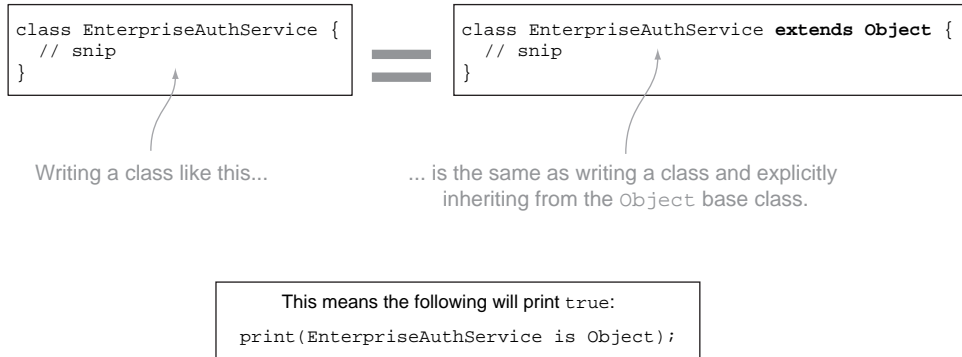 class EnterpriseAuthService {
// snip
}
class EnterpriseAuthService extends Object {
// snip
}
Writing a class like this...
... is the same as writing a class and explicitly
inheriting from the Object base class.
This means the following will print true:
print(EnterpriseAuthService is Object);